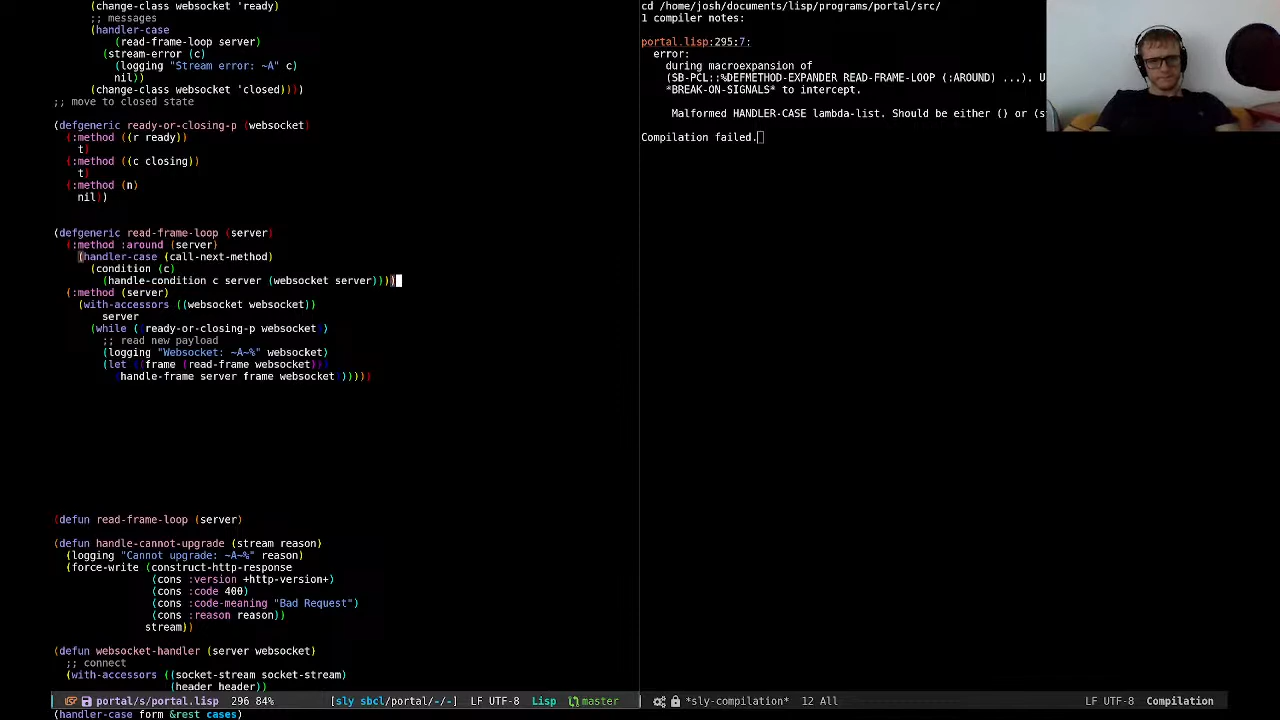 (change-class websocket 'ready)
;; messages
(handler-case
(read-frame-loop server)
(stream-error (c)
(logging "Stream error: ~A" c)
nil))
(change-class websocket 'closed))))
;; move to closed state
(defgeneric ready-or-closing-p (websocket)
(:method ((r ready))
t)
(:method ((c closing))
t)
(:method (n)
nil))
(defgeneric read-frame-loop (server)
(:method :around (server)
(handler-case (call-next-method)
(condition (c)
(handle-condition c server (websocket server))))
(:method (server)
(with-accessors ((websocket websocket))
server
(while (ready-or-closing-p websocket)
;; read new payload
(logging "Websocket: ~A~%" websocket)
(let ((frame (read-frame websocket)))
(handle-frame server frame websocket)))))
(defun read-frame-loop (server)
(defun handle-cannot-upgrade (stream reason)
(logging "Cannot upgrade: ~A~%" reason)
(force-write (construct-http-response
(cons :version +http-version+)
(cons :code 400)
(cons :code-meaning "Bad Request")
(cons :reason reason))
stream))
(defun websocket-handler (server websocket)
;; connect
(with-accessors ((socket-stream socket-stream)
(header header))
portal/s/portal.lisp 296 84% [sly sbcl/portal/-/-] LF UTF-8 Lisp master
(handler-case form &rest cases)
cd /home/josh/documents/lisp/programs/portal/src/
1 compiler notes:
portal.lisp:295:7:
error:
during macroexpansion of
(SB-PCL::%DEFMETHOD-EXPANDER READ-FRAME-LOOP (:AROUND) ...). U
*BREAK-ON-SIGNALS* to intercept.
Malformed HANDLER-CASE lambda-list. Should be either () or (s
Compilation failed.
*sly-compilation* 12 All LF UTF-8 Compilation